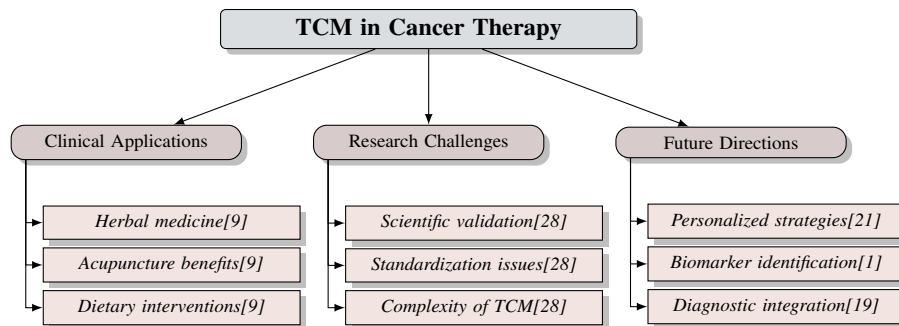 TCM in Cancer Therapy
Clinical Applications
Research Challenges
Future Directions
Herbal medicine[9]
Acupuncture benefits[9]
Dietary interventions[9]
Scientific validation[28]
Standardization issues[28]
Complexity of TCM[28]
Personalized strategies[21]
Biomarker identification[1]
Diagnostic integration[19]